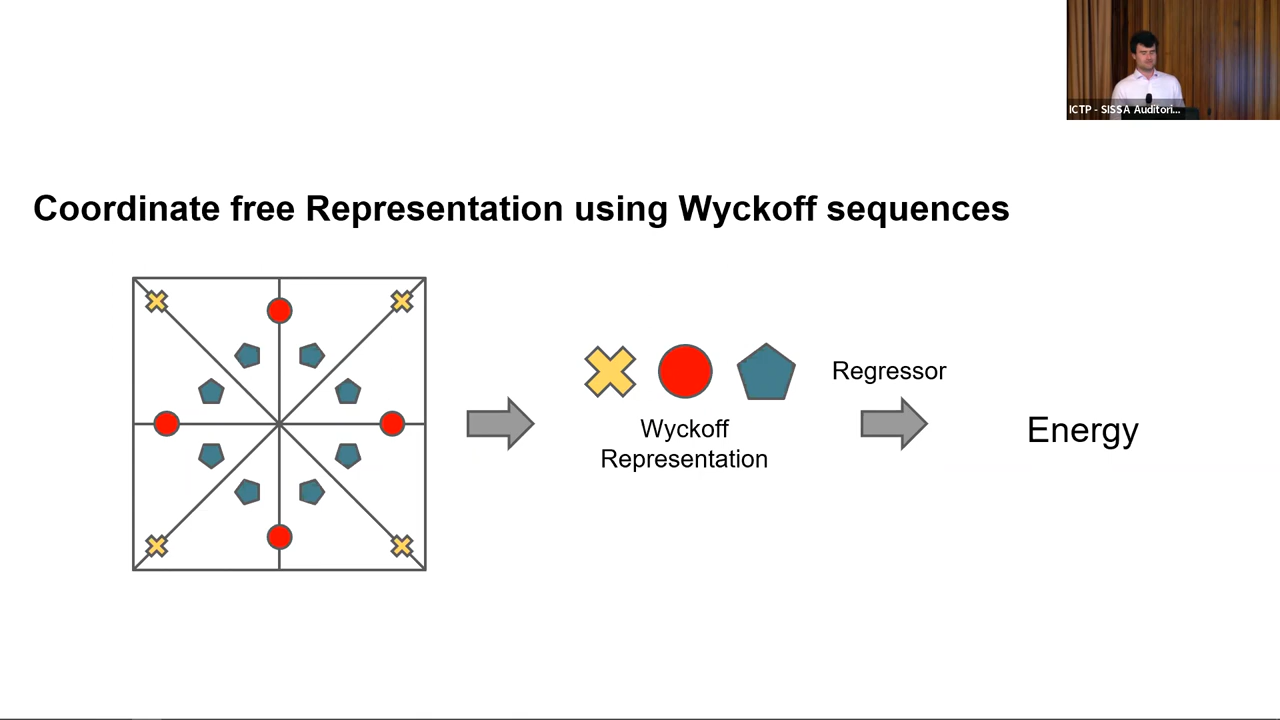 ICTP - SISSA Auditori...
Coordinate free Representation using Wyckoff sequences
Regressor
Wyckoff
Representation
Energy